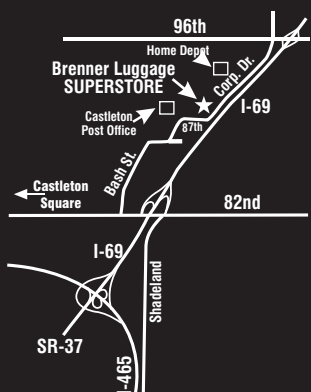 96th
Home Depot
Brenner Luggage
SUPERSTORE
Corp. Dr.
I-69
Castleton
Post Office
87th
Bash St.
Castleton
Square
82nd
I-69
Shadeland
SR-37
I-465